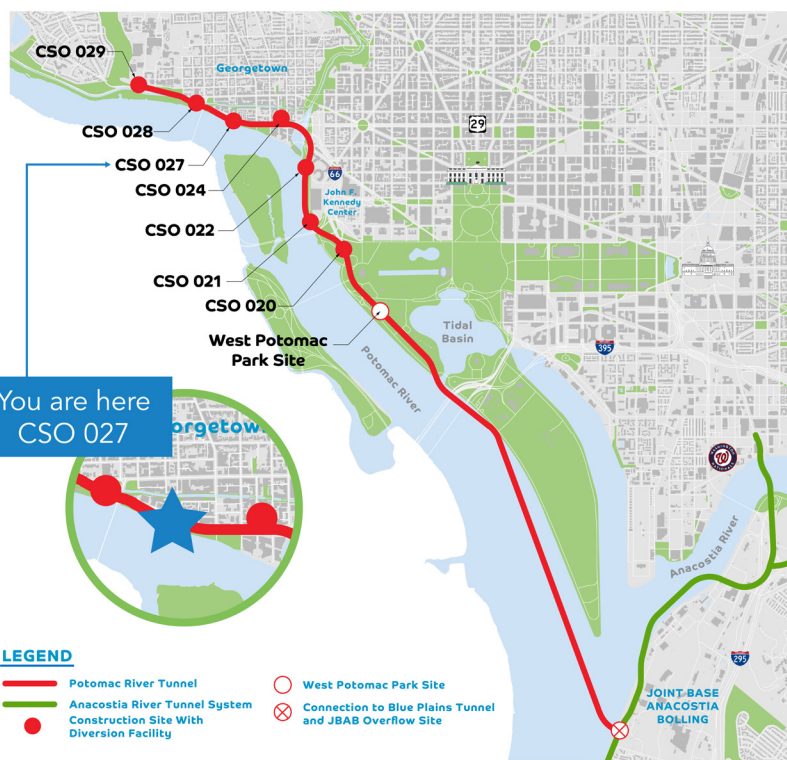 CSO 029
Georgetown
CSO 028
29
CSO 027
66
CSO 024
John F.
Kennedy
Center
CSO 022
CSO 021
CSO 020
West Potomac
Park Site
Tidal
Basin
395
Potomac River
You are here
CSO 027
orgetow
W
Anacostia River
295
LEGEND
Potomac River Tunnel
Anacostia River Tunnel System
Construction Site With
Diversion Facility
West Potomac Park Site
Connection to Blue Plains Tunnel
and JBAB Overflow Site
JOINT BASE
ANACOSTIA
BOLLING